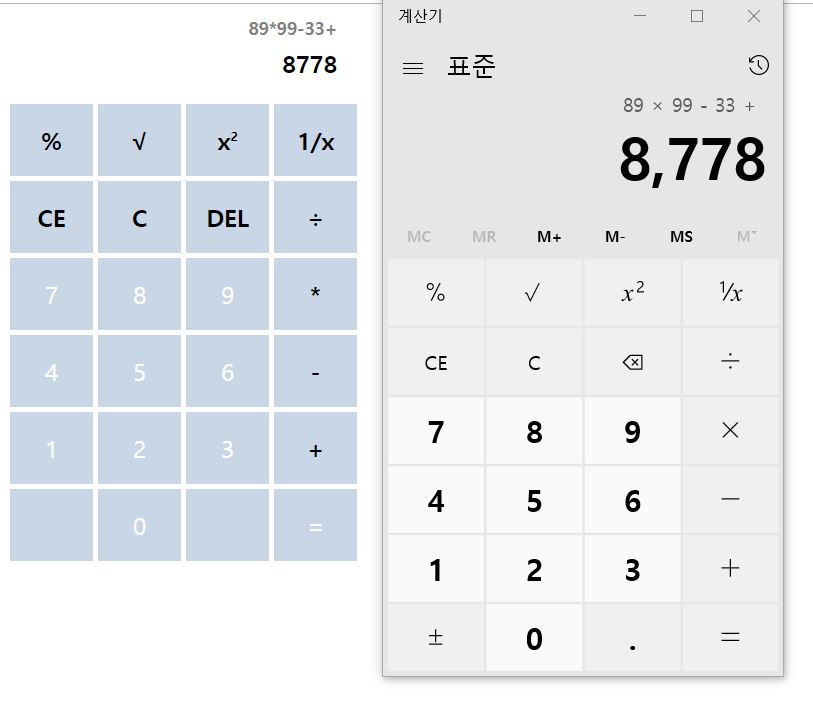 89*99-33+
8778
% √ x² 1/x
CE C DEL ÷
7 8 9 *
4 5 6 -
1 2 3 +
0 =
계산기
표준
89 × 99 - 33 +
8,778
MC MR M+ M- MS M˅
% √ x² ¹/x
CE C ÷
7 8 9 ×
4 5 6 −
1 2 3 +
± 0 . =